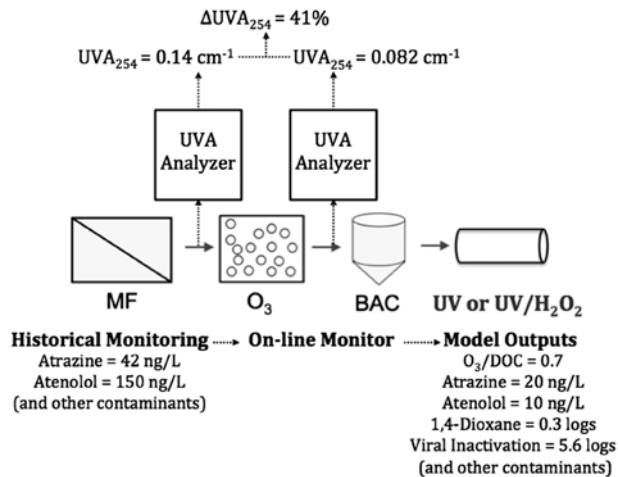 ΔUVA₂₅₄ = 41%
UVA₂₅₄ = 0.14 cm⁻¹
UVA₂₅₄ = 0.082 cm⁻¹
UVA
Analyzer
UVA
Analyzer
MF
O₃
BAC
UV or UV/H₂O₂
Historical Monitoring
On-line Monitor
Model Outputs
Atrazine = 42 ng/L
Atenolol = 150 ng/L
(and other contaminants)
O₃/DOC = 0.7
Atrazine = 20 ng/L
Atenolol = 10 ng/L
1,4-Dioxane = 0.3 logs
Viral Inactivation = 5.6 logs
(and other contaminants)